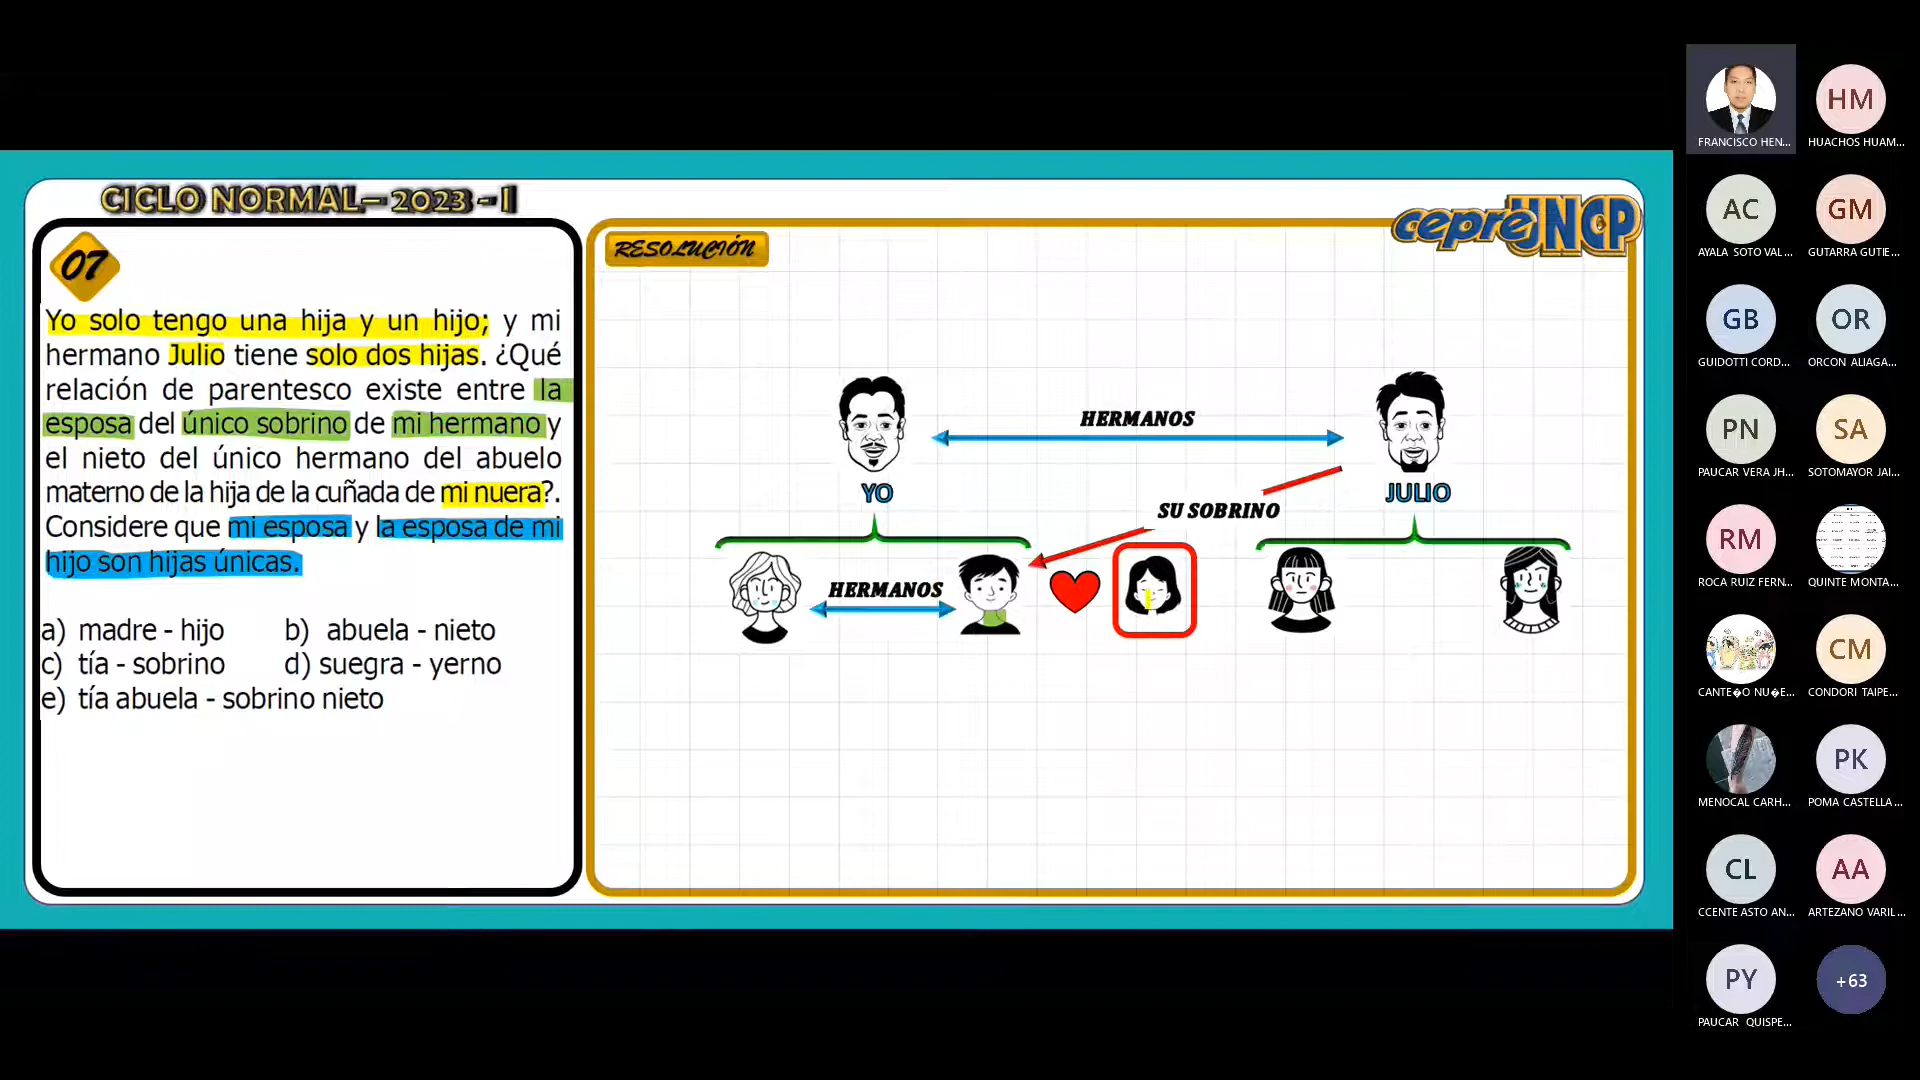 CICLO NORMAL- 2023 - I
cepreUNCP
07
Yo solo tengo una hija y un hijo; y mi
hermano Julio tiene solo dos hijas. ¿Qué
relación de parentesco existe entre la
esposa del único sobrino de mi hermano y
el nieto del único hermano del abuelo
materno de la hija de la cuñada de mi nuera?.
Considere que mi esposa y la esposa de mi
hijo son hijas únicas.
a) madre - hijo b) abuela - nieto
c) tía - sobrino d) suegra - yerno
e) tía abuela - sobrino nieto
RESOLUCIÓN
HERMANOS
YO
JULIO
SU SOBRINO
HERMANOS
FRANCISCO HEN...
HM
HUACHOS HUAM...
AC
AYALA SOTO VAL...
GM
GUTARRA GUTIE...
GB
GUIDOTTI CORD...
OR
ORCON ALIAGA...
PN
PAUCAR VERA JH...
SA
SOTOMAYOR JAI...
RM
ROCA RUIZ FERN...
QUINTE MONTA...
CANTE�O NU�E...
CM
CONDORI TAIPE...
MENOCAL CARH...
PK
POMA CASTELLA...
CL
CCENTE ASTO AN...
AA
ARTEZANO VARIL...
PY
PAUCAR QUISPE...
+63